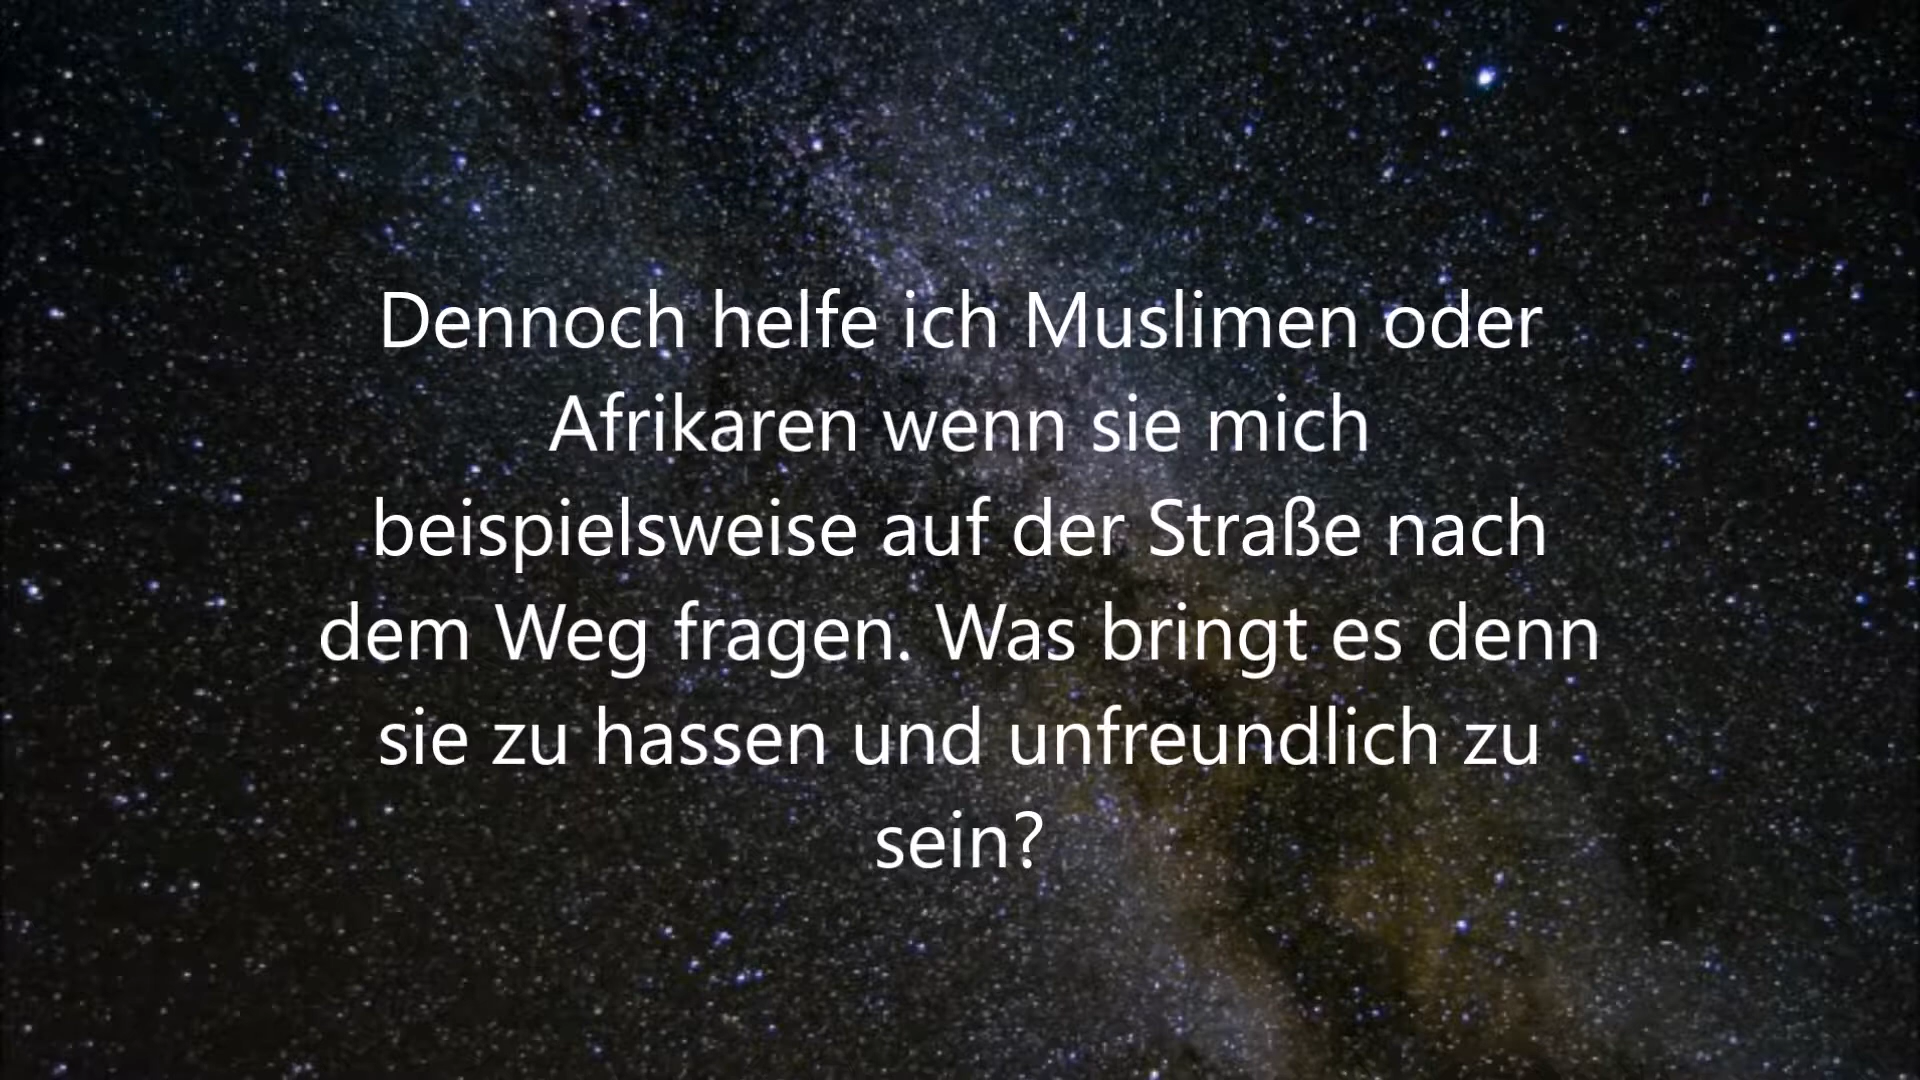 Dennoch helfe ich Muslimen oder
Afrikaren wenn sie mich
beispielsweise auf der Straße nach
dem Weg fragen. Was bringt es denn
sie zu hassen und unfreundlich zu
sein?